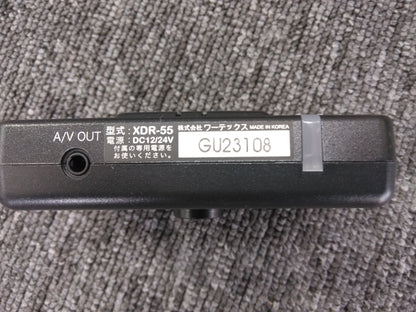 A/V OUT
型式：XDR-55
電源：DC12/24V
付属の専用電源を
お使いください。
株式会社 ワーテックス MADE IN KOREA
GU23108